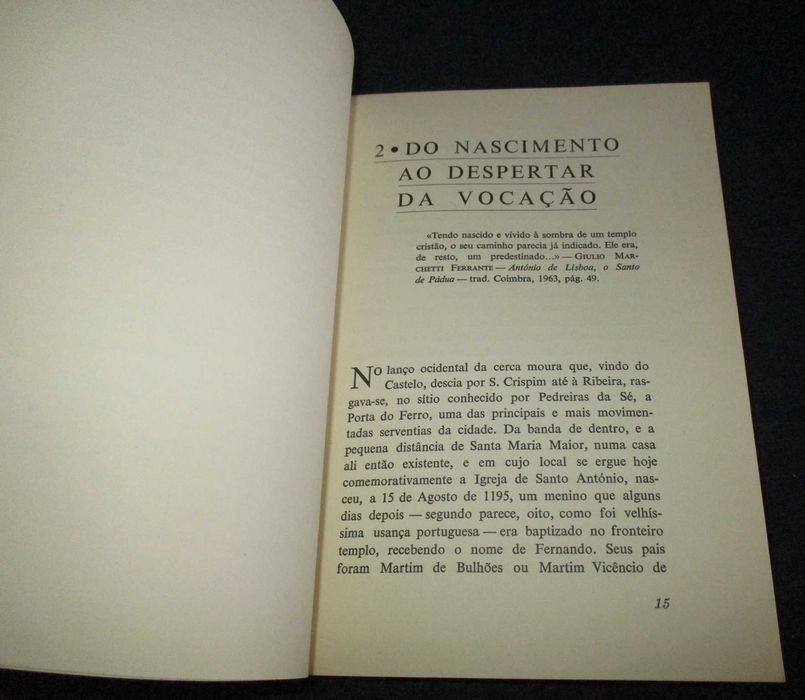 2 • DO NASCIMENTO
AO DESPERTAR
DA VOCAÇÃO
«Tendo nascido e vivido à sombra de um templo
cristão, o seu caminho parecia já indicado. Ele era,
de resto, um predestinado...» — GIULIO MAR-
CHETTI FERRANTE — António de Lisboa, o Santo
de Pádua — trad. Coimbra, 1963, pág. 49.
No lanço ocidental da cerca moura que, vindo do
Castelo, descia por S. Crispim até à Ribeira, ras-
gava-se, no sítio conhecido por Pedreiras da Sé, a
Porta do Ferro, uma das principais e mais movimen-
tadas serventias da cidade. Da banda de dentro, e a
pequena distância de Santa Maria Maior, numa casa
ali então existente, e em cujo local se ergue hoje
comemorativamente a Igreja de Santo António, nas-
ceu, a 15 de Agosto de 1195, um menino que alguns
dias depois — segundo parece, oito, como foi velhís-
sima usança portuguesa — era baptizado no fronteiro
templo, recebendo o nome de Fernando. Seus pais
foram Martim de Bulhões ou Martim Vicêncio de
15